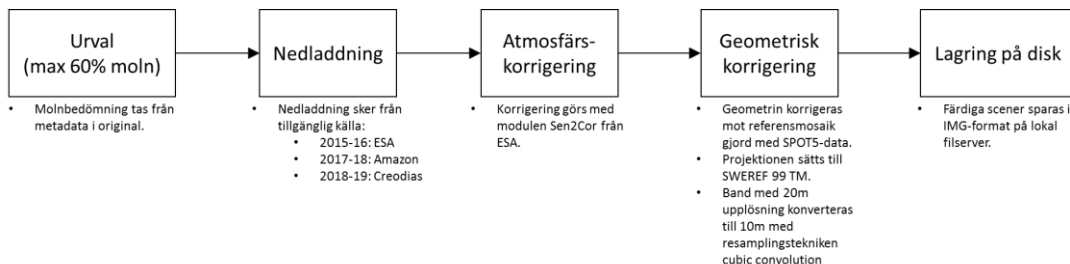 Urval
(max 60% moln)
• Molnbedömning tas från
metadata i original.
Nedladdning
• Nedladdning sker från
tillgänglig källa:
• 2015-16: ESA
• 2017-18: Amazon
• 2018-19: Creodias
Atmosfärs-
korrigering
• Korrigering görs med
modulen Sen2Cor från
ESA.
Geometrisk
korrigering
• Geometrin korrigeras
mot referensmosaik
gjord med SPOT5-data.
• Projektionen sätts till
SWEREF 99 TM.
• Band med 20m
upplösning konverteras
till 10m med
resamplingstekniken
cubic convolution
Lagring på disk
• Färdiga scener sparas i
IMG-format på lokal
filserver.